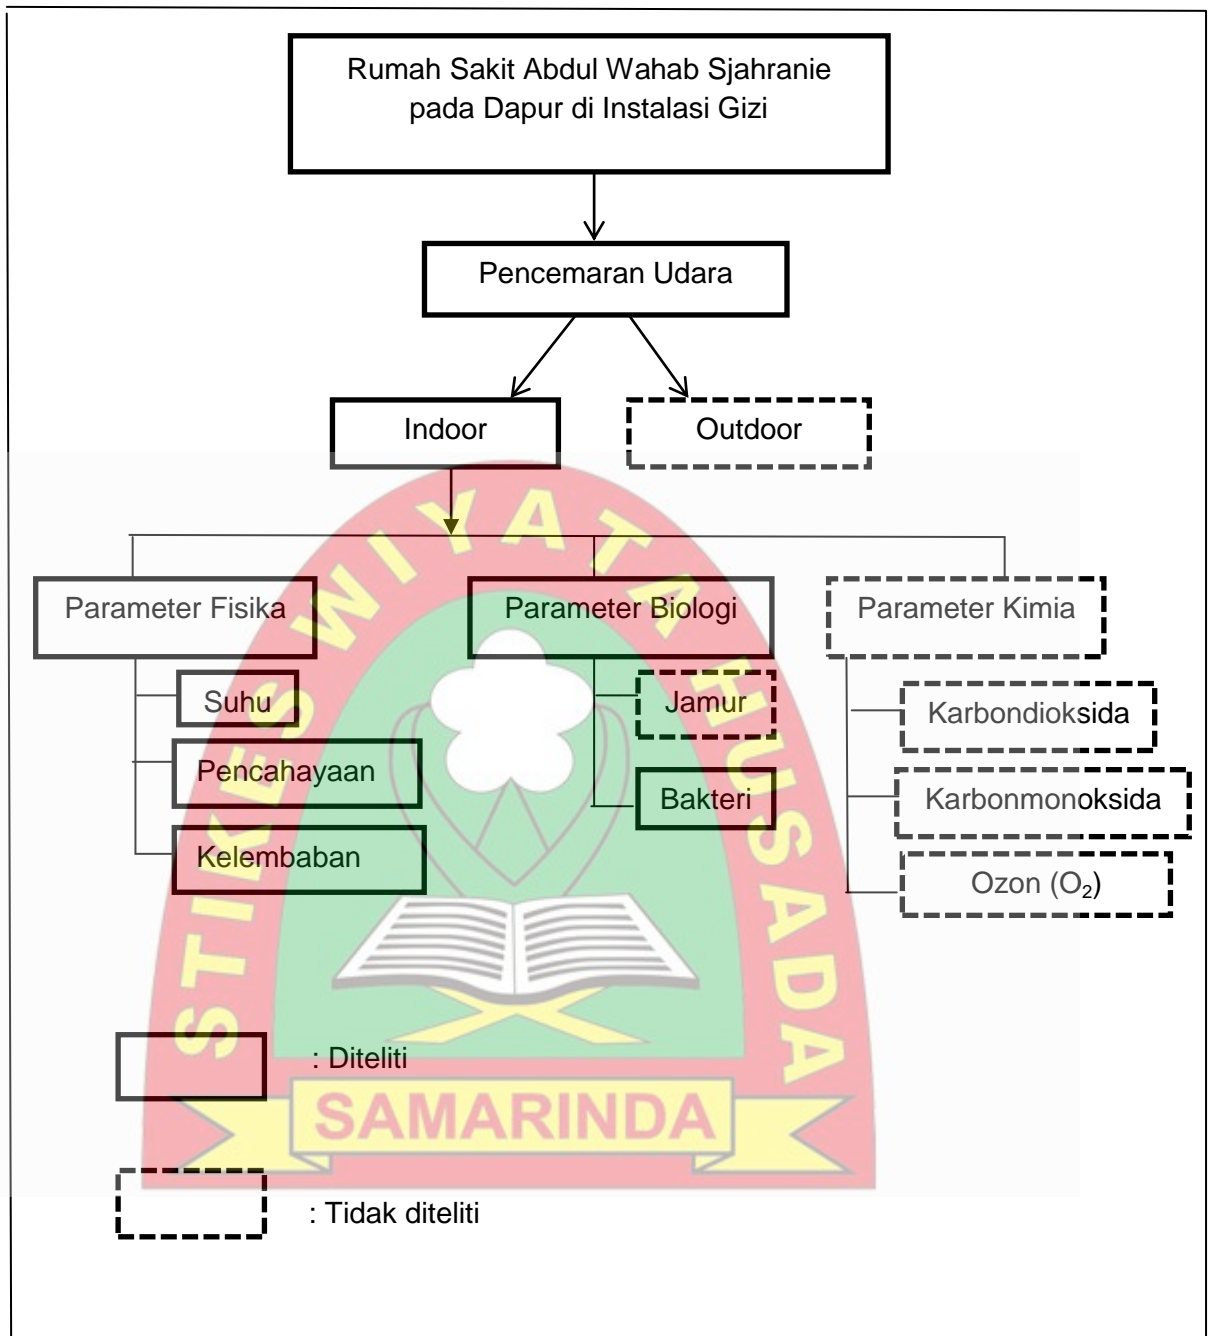 Rumah Sakit Abdul Wahab Sjahranie
pada Dapur di Instalasi Gizi
Pencemaran Udara
Indoor
Outdoor
Parameter Fisika
Parameter Biologi
Parameter Kimia
Suhu
Pencahayaan
Kelembaban
Jamur
Bakteri
Karbondioksida
Karbonmonoksida
Ozon (O₂)
STIKES WIYATA HUSADA
SAMARINDA
: Diteliti
: Tidak diteliti